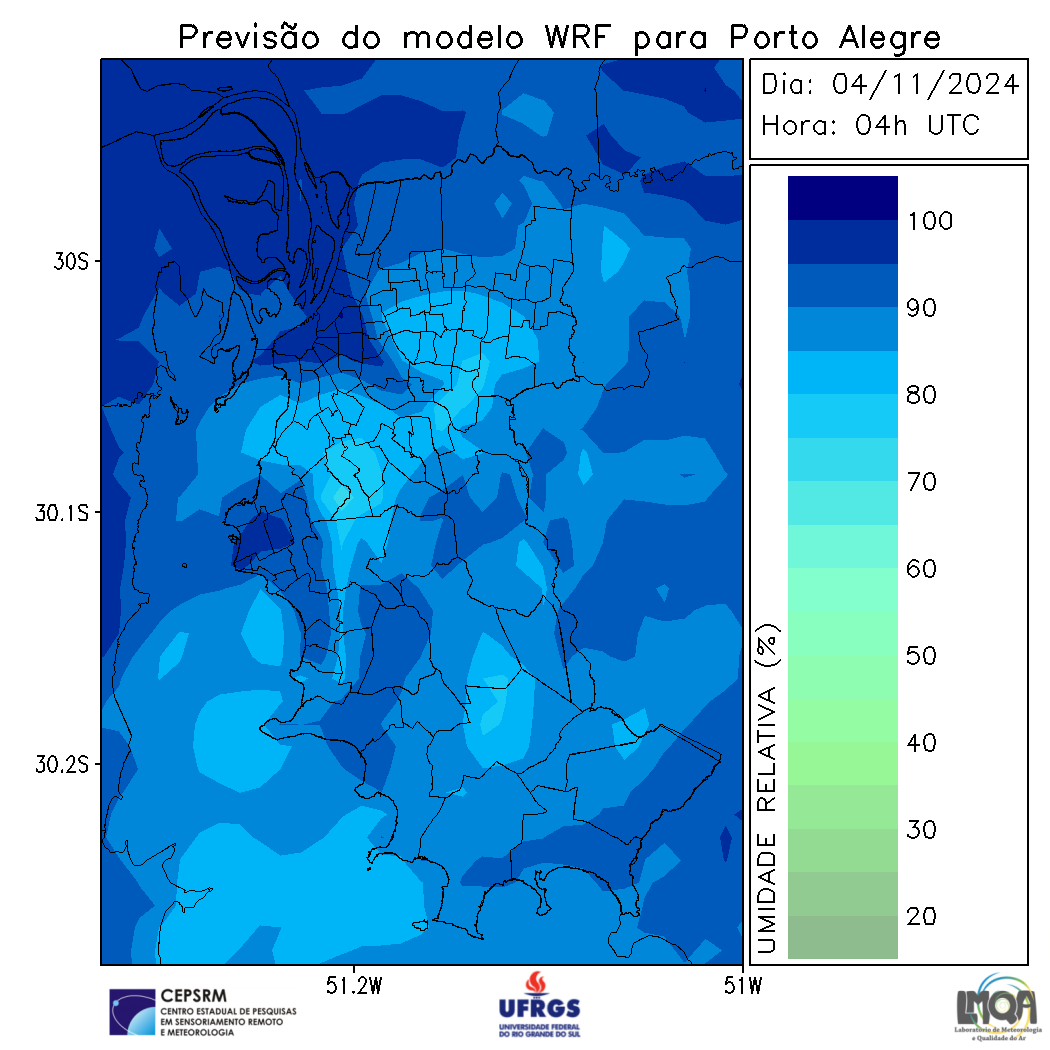 Previsão do modelo WRF para Porto Alegre
Dia: 04/11/2024
Hora: 04h UTC
100
90
80
70
60
50
40
30
20
UMIDADE RELATIVA (%)
30S
30.1S
30.2S
51.2W
51W
CEPSRM
CENTRO ESTADUAL DE PESQUISAS
EM SENSORIAMENTO REMOTO
E METEOROLOGIA
UFRGS
UNIVERSIDADE FEDERAL
DO RIO GRANDE DO SUL
LMQA
Laboratório de Meteorologia
e Qualidade do Ar